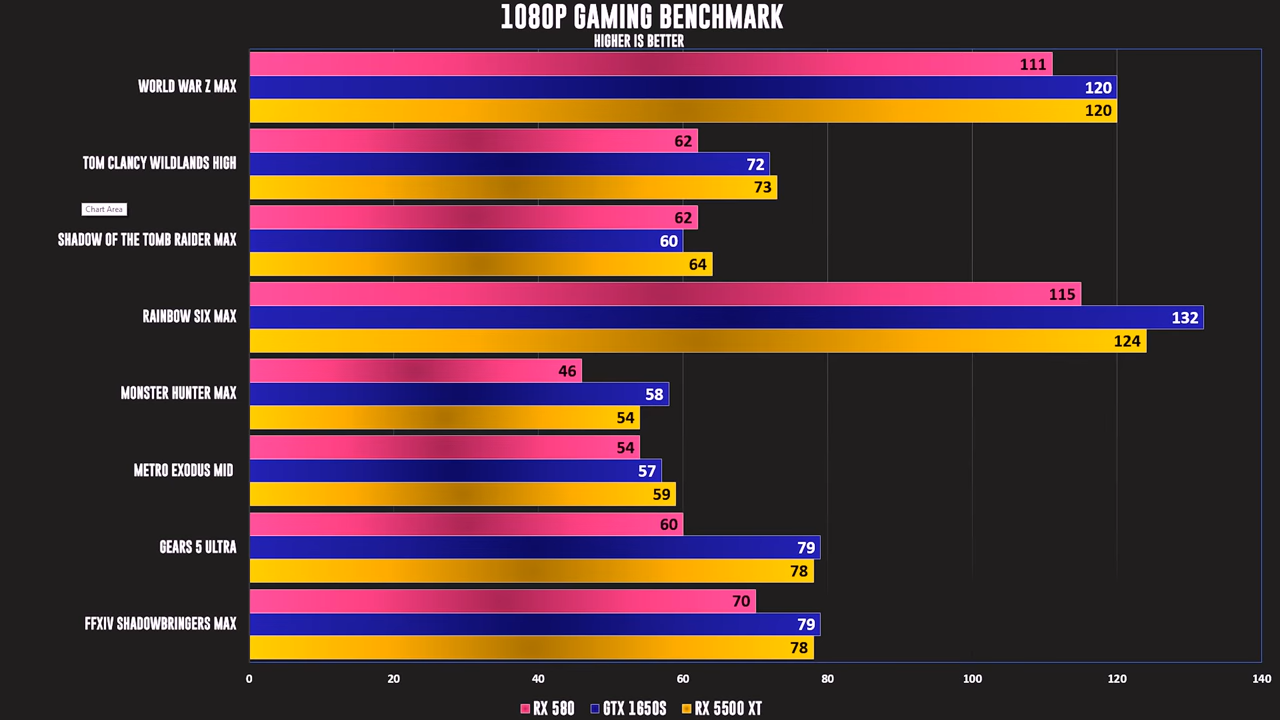 1080P GAMING BENCHMARK
HIGHER IS BETTER
WORLD WAR Z MAX
111
120
120
TOM CLANCY WILDLANDS HIGH
62
72
73
Chart Area
SHADOW OF THE TOMB RAIDER MAX
62
60
64
RAINBOW SIX MAX
115
132
124
MONSTER HUNTER MAX
46
58
54
METRO EXODUS MID
54
57
59
GEARS 5 ULTRA
60
79
78
FFXIV SHADOWBRINGERS MAX
70
79
78
0 20 40 60 80 100 120 140
RX 580 GTX 1650S RX 5500 XT